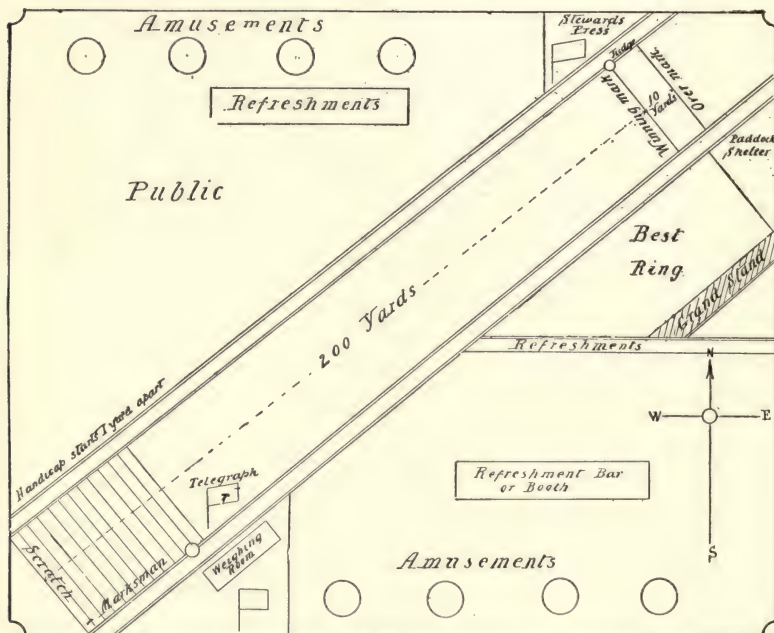 Amusements
Stewards
Press
Judge
Over mark.
10
Yards
Winning mark
Refreshments
Paddock
Shelter
Public
Best
Ring
Grand Stand
200 Yards
Refreshments
N
W
E
S
Handicap starts 1 yard apart
Telegraph
T
Refreshment Bar
or Booth
Scratch
Marksman
Weighing
Room
Amusements